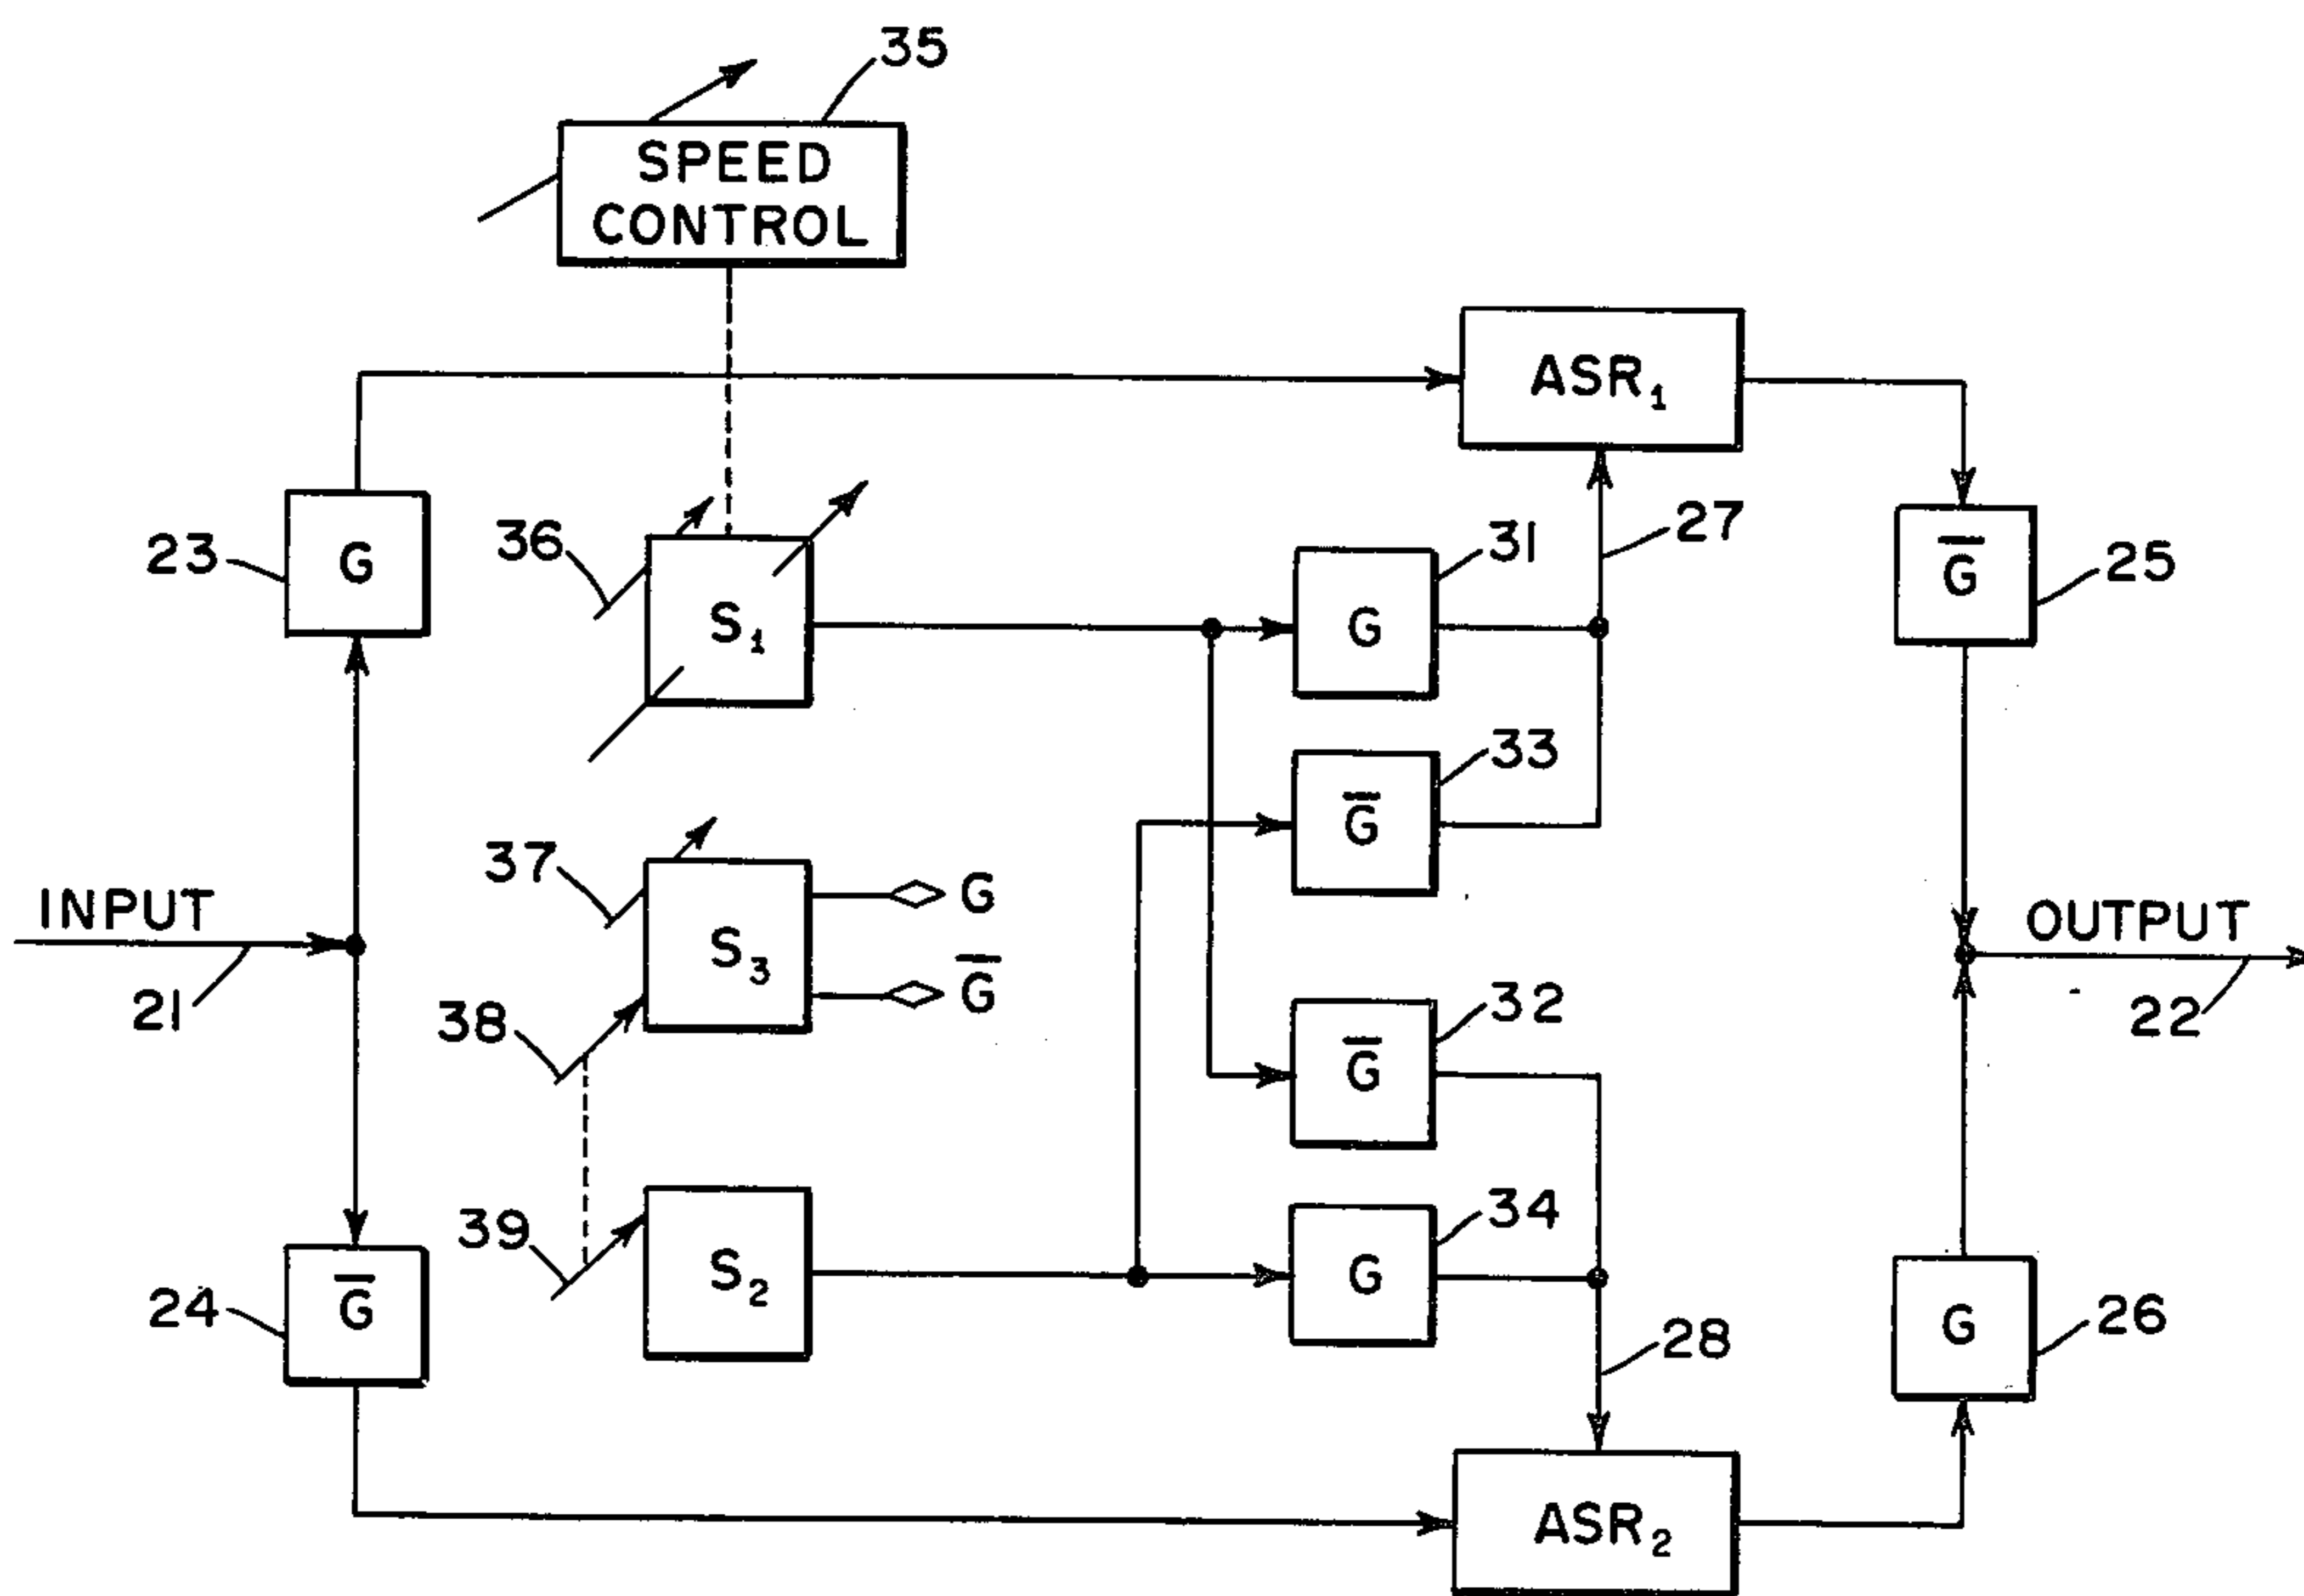 35
SPEED
CONTROL
ASR₁
23
G
36
S₁
31
G
27
G̅
25
33
G̅
37
S₃
G
G̅
INPUT
21
38
OUTPUT
22
32
G̅
34
G
39
S₂
24
G̅
28
G
26
ASR₂